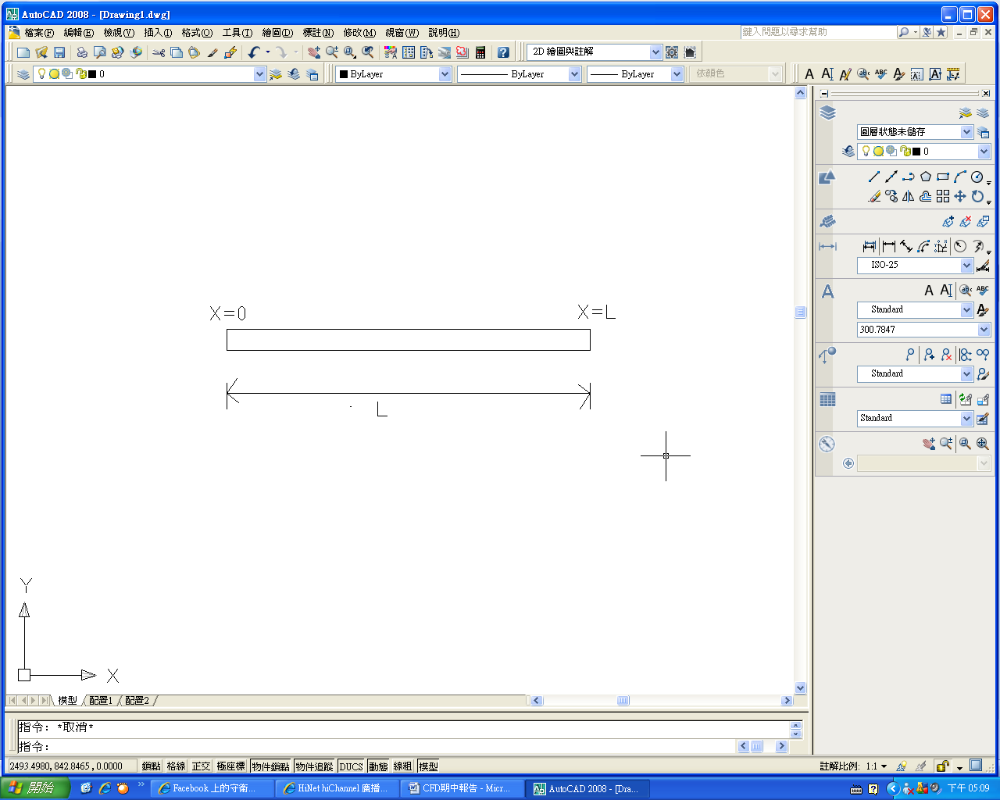 AutoCAD 2008 - [Drawing1.dwg]
檔案(F) 編輯(E) 檢視(V) 插入(I) 格式(O) 工具(T) 繪圖(D) 標註(N) 修改(M) 視窗(W) 說明(H) 鍵入問題以尋求幫助
2D 繪圖與註解
0 ByLayer ByLayer ByLayer 依顏色
圖層狀態未儲存
0
ISO-25
Standard
300.7847
Standard
Standard
X=0 X=L
L
Y
X
模型 配置1 配置2
指令: *取消*
指令:
2493.4980, 842.8465 , 0.0000 鎖點 格線 正交 極座標 物件鎖點 物件追蹤 DUCS 動態 線粗 模型 註解比例: 1:1
開始 Facebook 上的守衛... HiNet hiChannel 廣播... CFD期中報告 - Micr... AutoCAD 2008 - [Dra... 下午 05:09